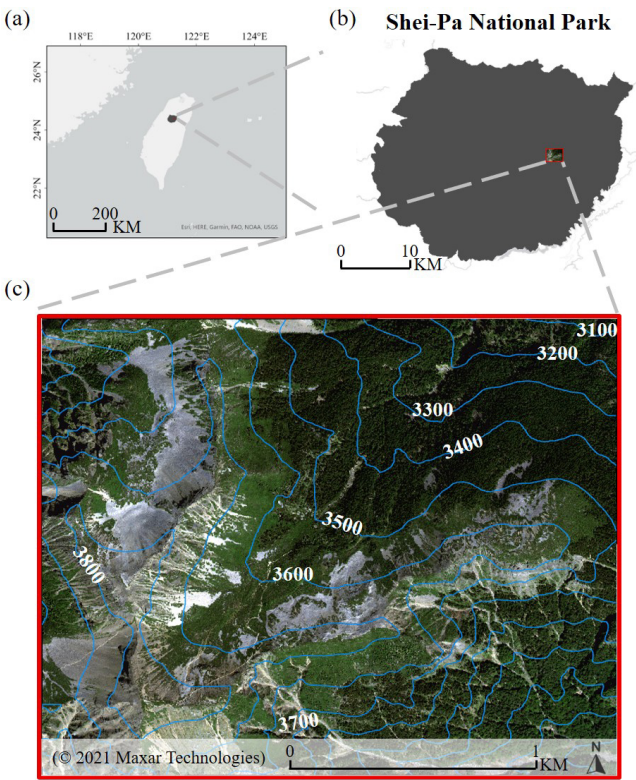 (a)
118°E
120°E
122°E
124°E
26°N
24°N
22°N
0
200
KM
Esri, HERE, Garmin, FAO, NOAA, USGS
(b)
Shei-Pa National Park
0
10
KM
(c)
3100
3200
3300
3400
3500
3600
3800
3700
(© 2021 Maxar Technologies)
0
1
KM
N